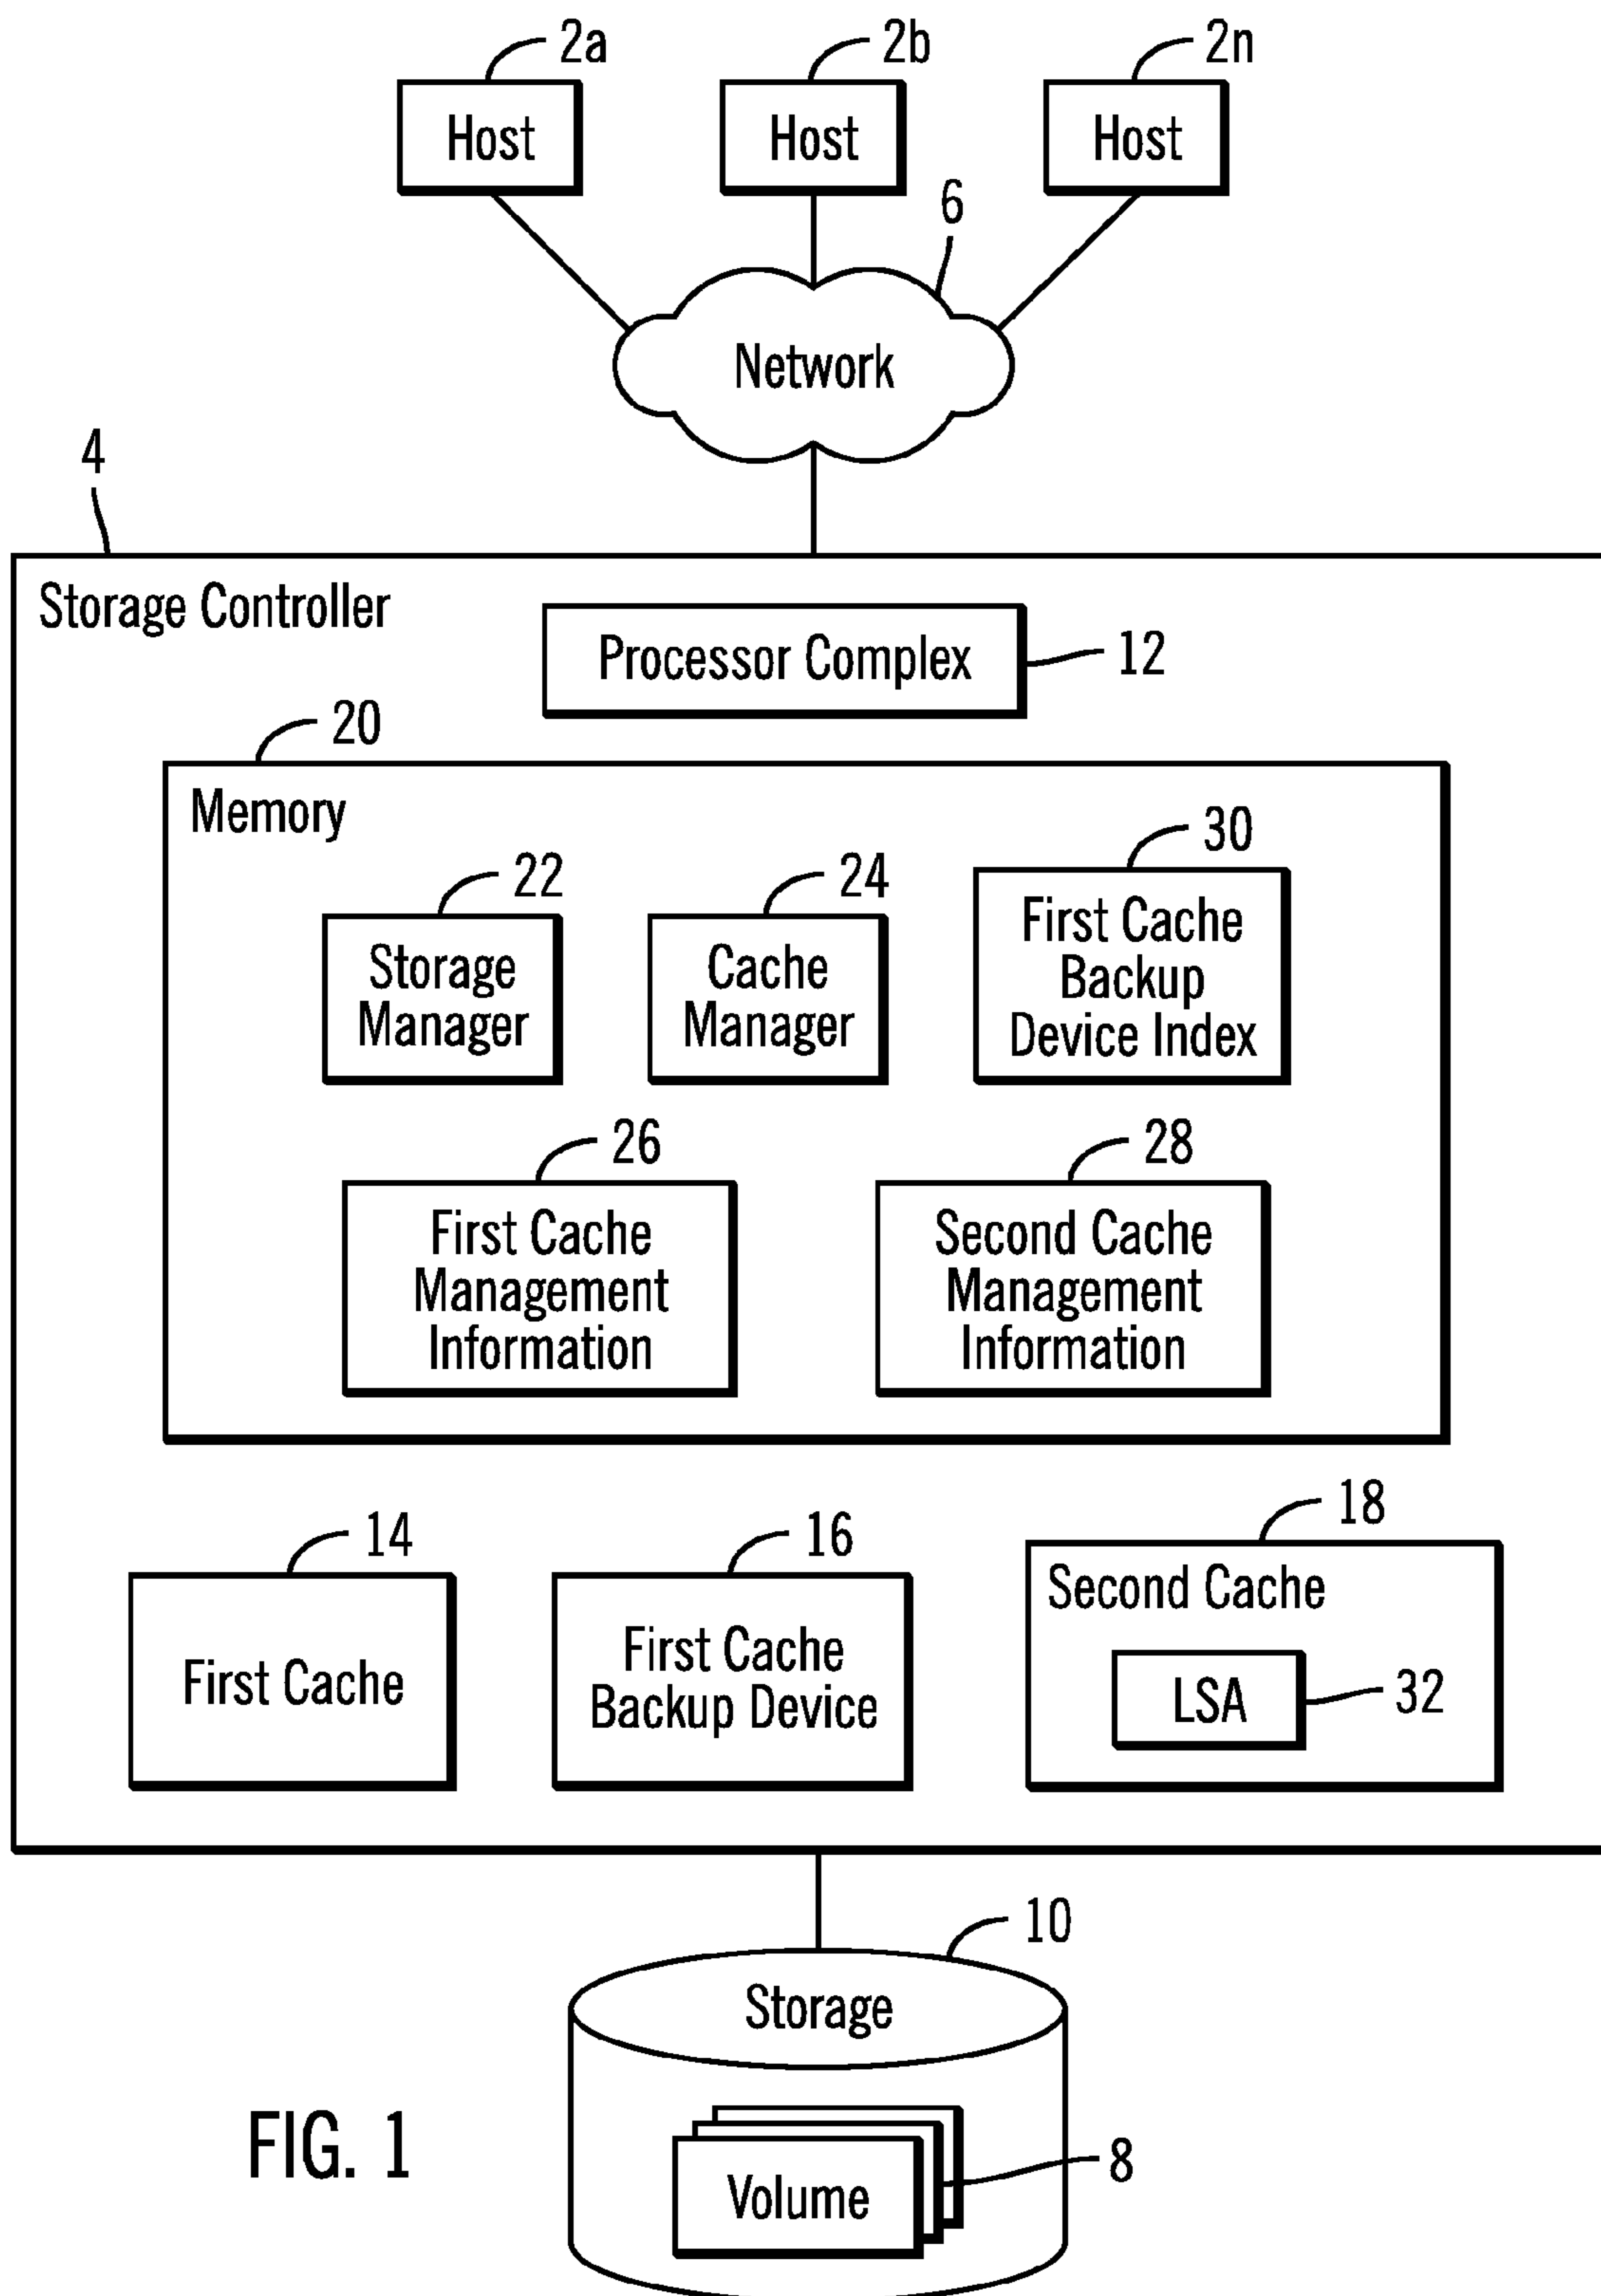 2a
2b
2n
Host
Host
Host
6
Network
4
Storage Controller
Processor Complex
12
20
Memory
22
24
30
Storage
Manager
Cache
Manager
First Cache
Backup
Device Index
26
28
First Cache
Management
Information
Second Cache
Management
Information
14
16
18
First Cache
First Cache
Backup Device
Second Cache
LSA
32
10
Storage
Volume
8
FIG. 1